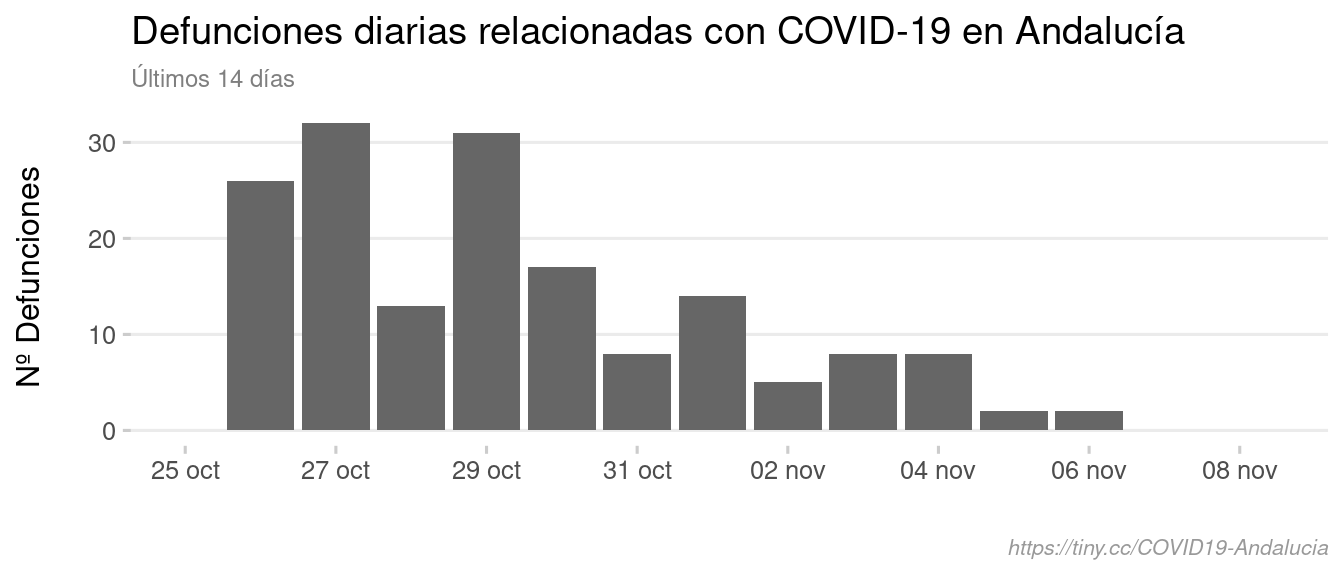 Defunciones diarias relacionadas con COVID-19 en Andalucía
Últimos 14 días
Nº Defunciones
30
20
10
0
25 oct 27 oct 29 oct 31 oct 02 nov 04 nov 06 nov 08 nov
https://tiny.cc/COVID19-Andalucia